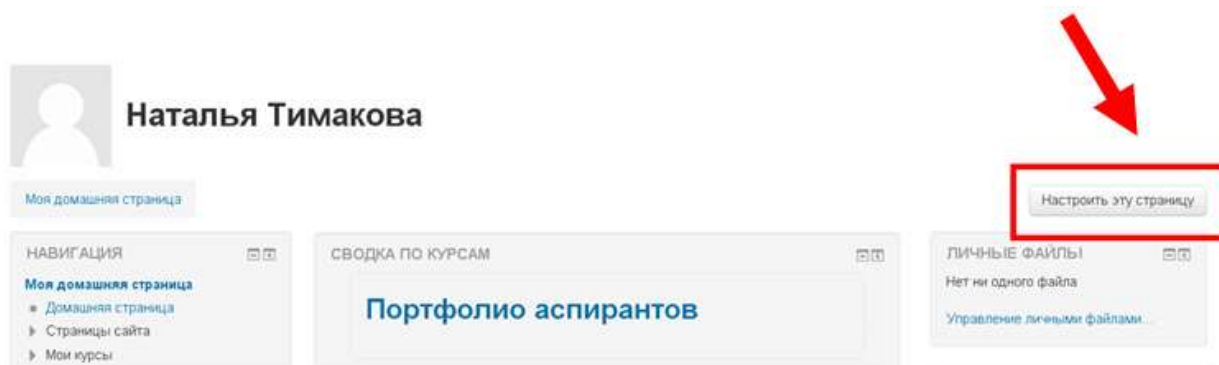 Наталья Тимакова
Моя домашняя страница
Настроить эту страницу
НАВИГАЦИЯ
Моя домашняя страница
Домашняя страница
Страницы сайта
Мои курсы
СВОДКА ПО КУРСАМ
Портфолио аспирантов
ЛИЧНЫЕ ФАЙЛЫ
Нет ни одного файла
Управление личными файлами...